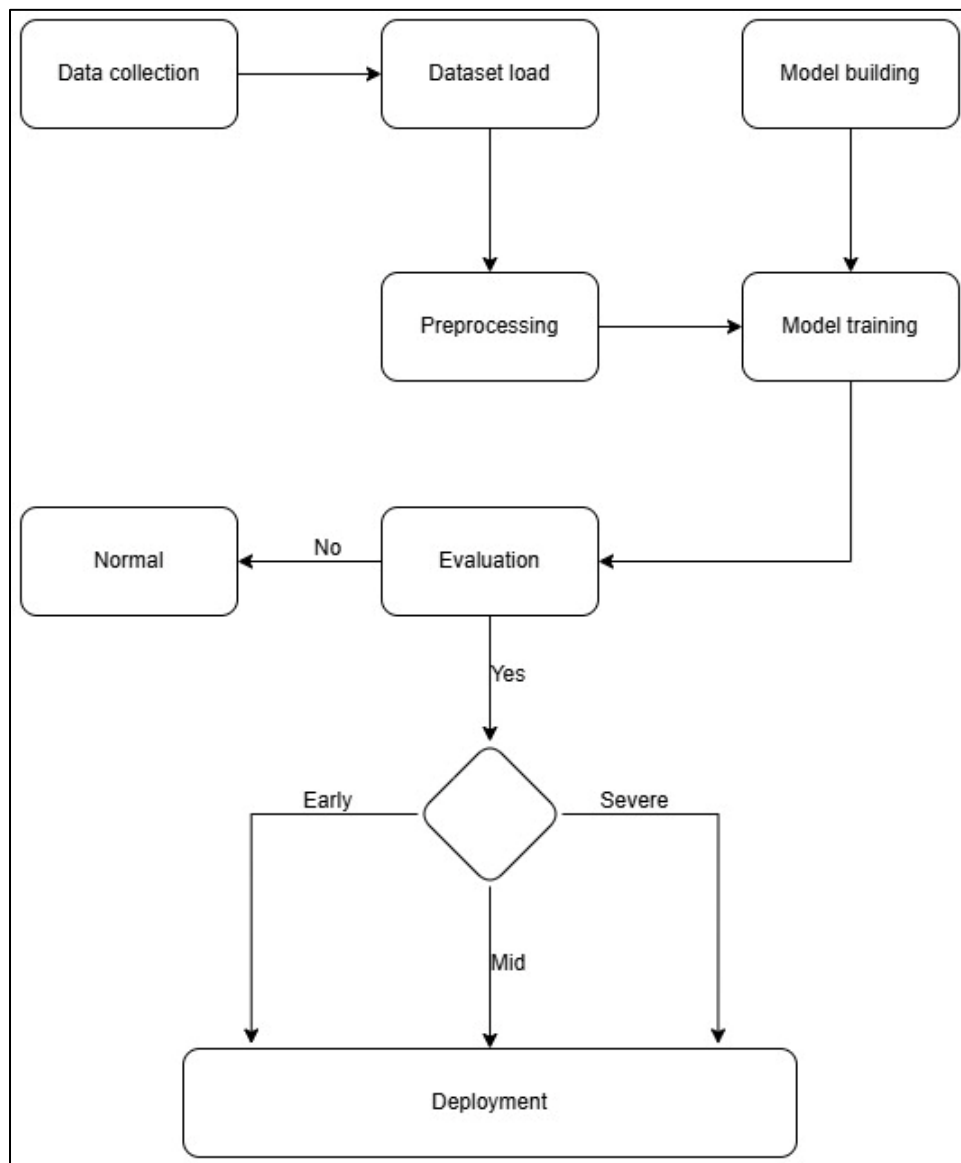 Data collection
Dataset load
Model building
Preprocessing
Model training
Normal
No
Evaluation
Yes
Early
Severe
Mid
Deployment